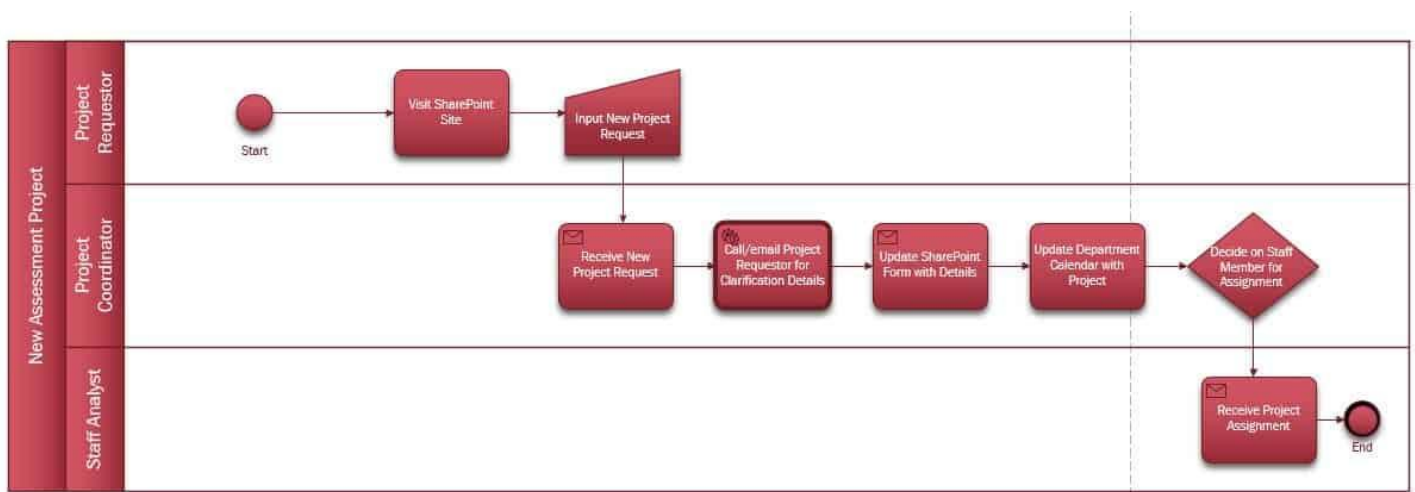 New Assessment Project
Project
Requestor
Start
Visit SharePoint
Site
Input New Project
Request
Project
Coordinator
Receive New
Project Request
Call/email Project
Requestor for
Clarification Details
Update SharePoint
Form with Details
Update Department
Calendar with
Project
Decide on Staff
Member for
Assignment
Staff Analyst
Receive Project
Assignment
End